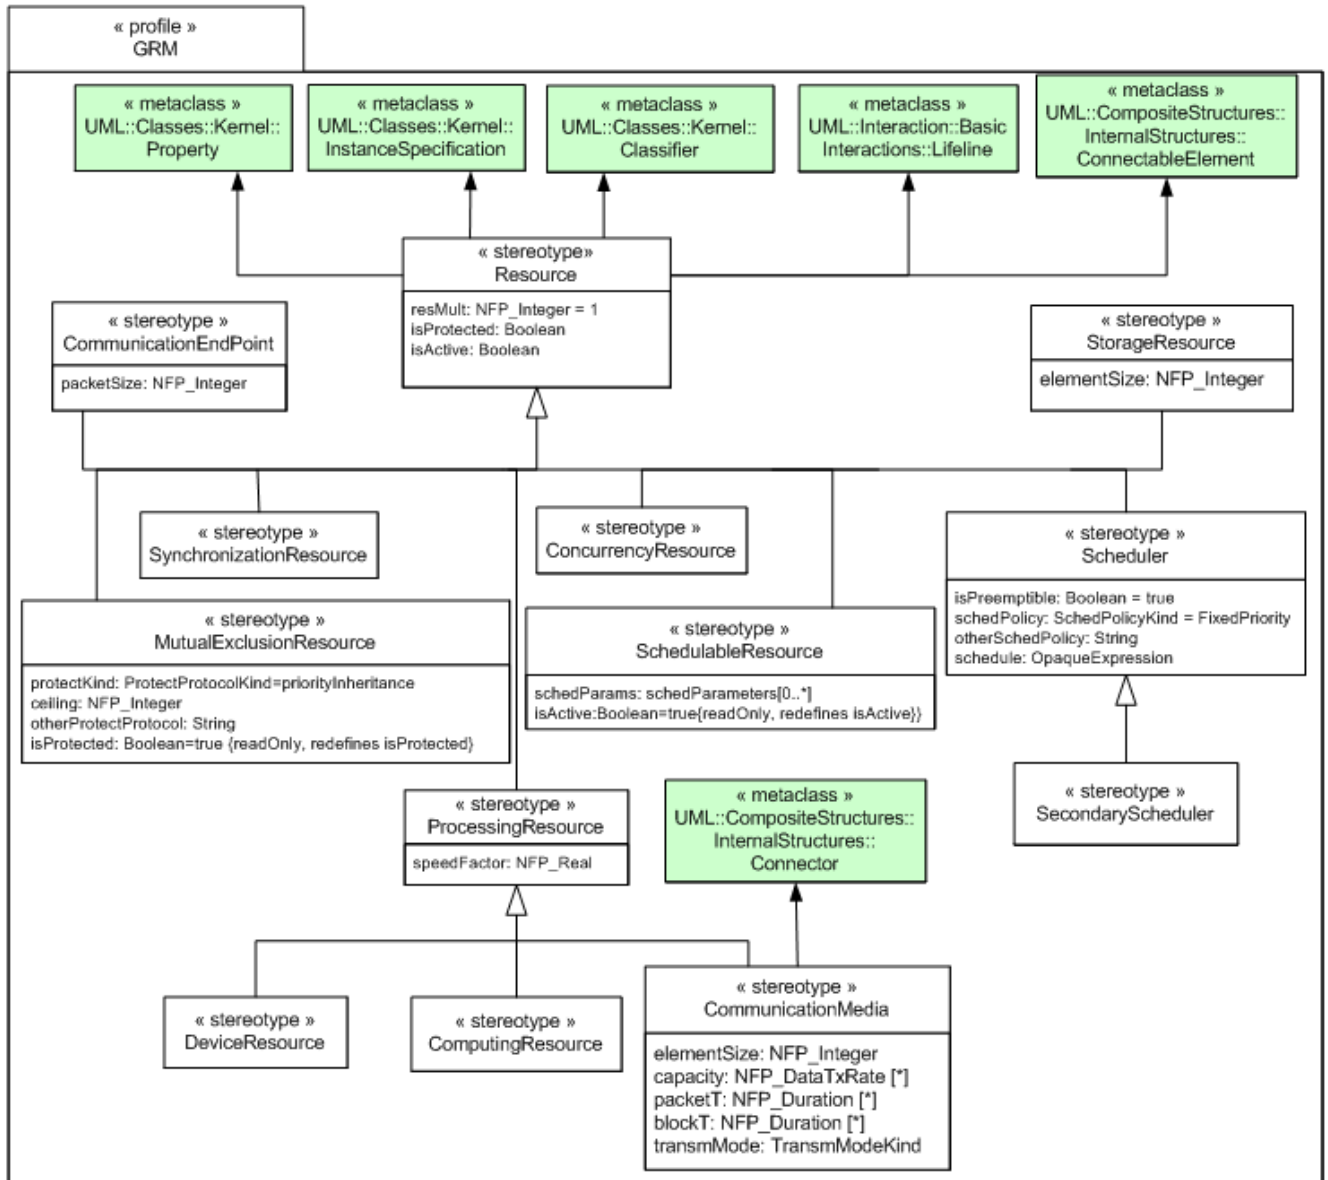 « profile »
GRM
« metaclass »
UML::Classes::Kernel::
Property
« metaclass »
UML::Classes::Kernel::
InstanceSpecification
« metaclass »
UML::Classes::Kernel::
Classifier
« metaclass »
UML::Interaction::Basic
Interactions::Lifeline
« metaclass »
UML::CompositeStructures::
InternalStructures::
ConnectableElement
« stereotype»
Resource
resMult: NFP_Integer = 1
isProtected: Boolean
isActive: Boolean
« stereotype »
CommunicationEndPoint
packetSize: NFP_Integer
« stereotype »
StorageResource
elementSize: NFP_Integer
« stereotype »
SynchronizationResource
« stereotype »
ConcurrencyResource
« stereotype »
Scheduler
isPreemptible: Boolean = true
schedPolicy: SchedPolicyKind = FixedPriority
otherSchedPolicy: String
schedule: OpaqueExpression
« stereotype »
MutualExclusionResource
protectKind: ProtectProtocolKind=priorityInheritance
ceiling: NFP_Integer
otherProtectProtocol: String
isProtected: Boolean=true {readOnly, redefines isProtected}
« stereotype »
SchedulableResource
schedParams: schedParameters[0..*]
isActive:Boolean=true{readOnly, redefines isActive}}
« stereotype »
ProcessingResource
speedFactor: NFP_Real
« metaclass »
UML::CompositeStructures::
InternalStructures::
Connector
« stereotype »
SecondaryScheduler
« stereotype »
DeviceResource
« stereotype »
ComputingResource
« stereotype »
CommunicationMedia
elementSize: NFP_Integer
capacity: NFP_DataTxRate [*]
packetT: NFP_Duration [*]
blockT: NFP_Duration [*]
transmMode: TransmModeKind